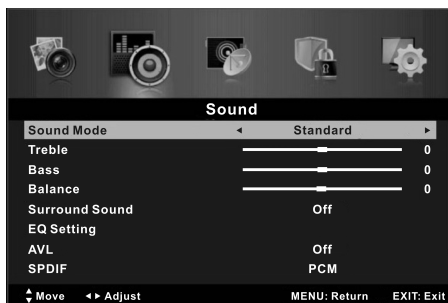 Sound
Sound Mode Standard
Treble 0
Bass 0
Balance 0
Surround Sound Off
EQ Setting
AVL Off
SPDIF PCM
Move Adjust MENU: Return EXIT: Exit